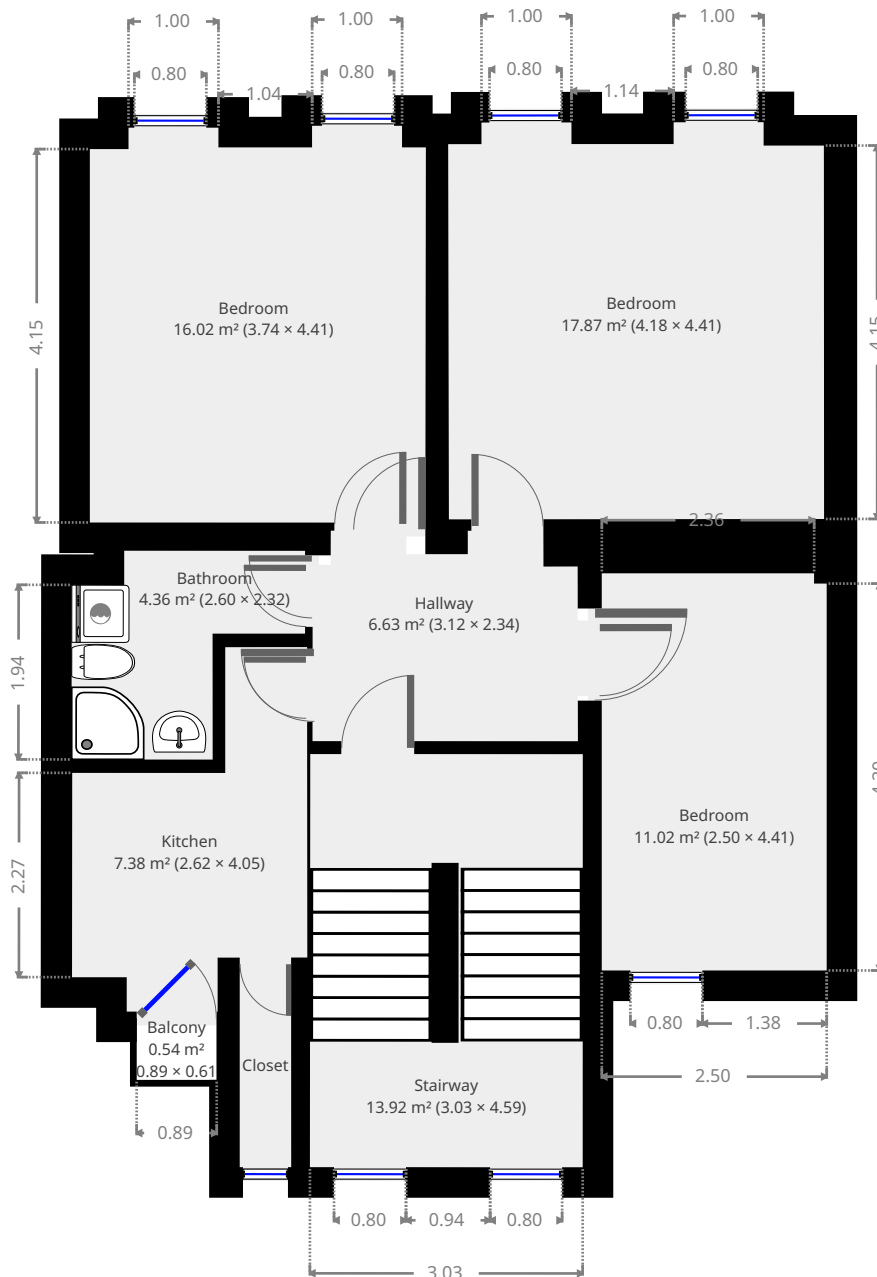 1.00
1.00
1.00
1.00
0.80
0.80
0.80
0.80
1.04
1.14
4.15
4.15
Bedroom
16.02 m² (3.74 × 4.41)
Bedroom
17.87 m² (4.18 × 4.41)
2.36
Bathroom
4.36 m² (2.60 × 2.32)
Hallway
6.63 m² (3.12 × 2.34)
1.94
Bedroom
11.02 m² (2.50 × 4.41)
Kitchen
7.38 m² (2.62 × 4.05)
2.27
Balcony
0.54 m²
0.89 × 0.61
Closet
Stairway
13.92 m² (3.03 × 4.59)
0.80
1.38
2.50
0.89
0.80
0.94
0.80
3.03